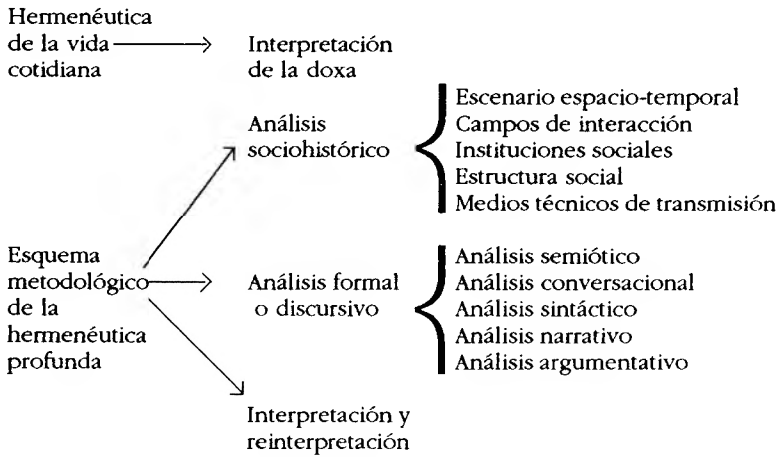 Hermenéutica
de la vida
cotidiana
Interpretación
de la doxa
Análisis
sociohistórico
Escenario espacio-temporal
Campos de interacción
Instituciones sociales
Estructura social
Medios técnicos de transmisión
Esquema
metodológico
de la
hermenéutica
profunda
Análisis formal
o discursivo
Análisis semiótico
Análisis conversacional
Análisis sintáctico
Análisis narrativo
Análisis argumentativo
Interpretación y
reinterpretación